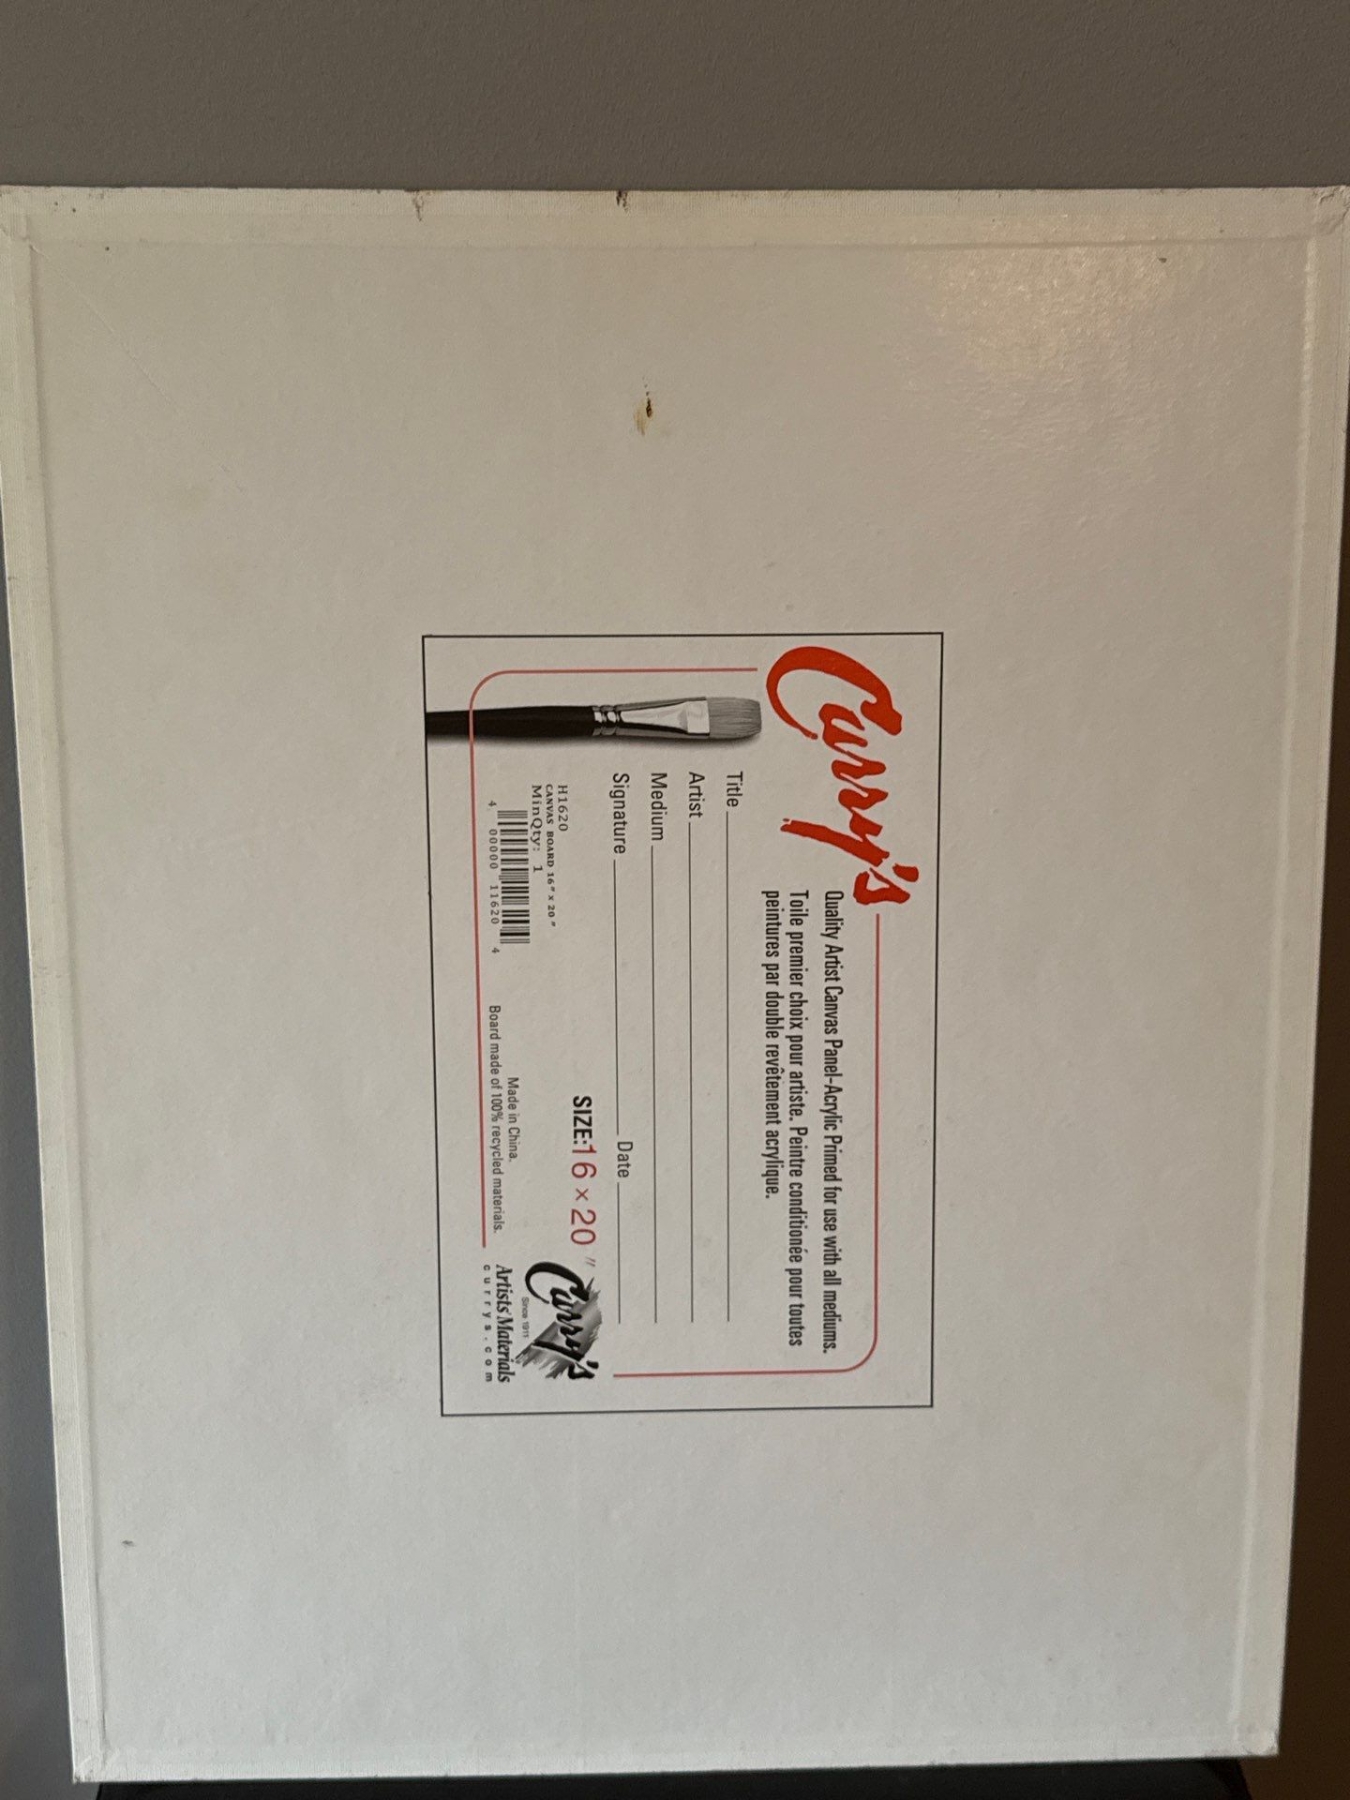 Curry's
Quality Artist Canvas Panel-Acrylic Primed for use with all mediums.
Toile premier choix pour artiste. Peintre conditionée pour toutes
peintures par double revêtement acrylique.
Title
Artist
Medium
Signature Date
SIZE:16 x 20 "
H1620
CANVAS BOARD 16" x 20"
MinQty: 1
4 00000 11620 4
Made in China.
Board made of 100% recycled materials.
Curry's
Since 1911
Artists' Materials
currys.com